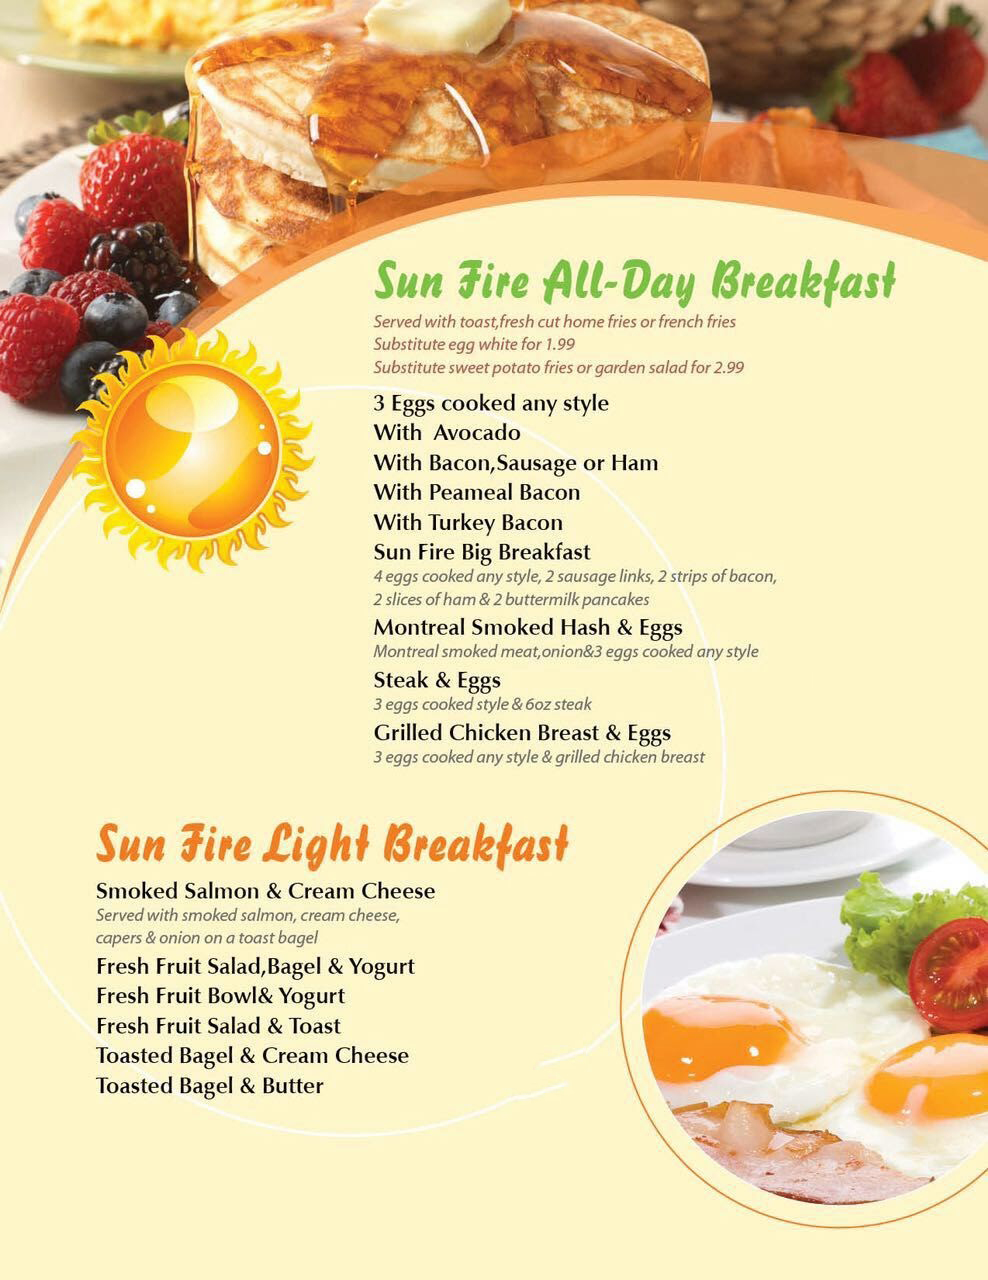 Sun Fire All-Day Breakfast
Served with toast,fresh cut home fries or french fries
Substitute egg white for 1.99
Substitute sweet potato fries or garden salad for 2.99
3 Eggs cooked any style
With Avocado
With Bacon,Sausage or Ham
With Peameal Bacon
With Turkey Bacon
Sun Fire Big Breakfast
4 eggs cooked any style, 2 sausage links, 2 strips of bacon,
2 slices of ham & 2 buttermilk pancakes
Montreal Smoked Hash & Eggs
Montreal smoked meat,onion&3 eggs cooked any style
Steak & Eggs
3 eggs cooked style & 6oz steak
Grilled Chicken Breast & Eggs
3 eggs cooked any style & grilled chicken breast
Sun Fire Light Breakfast
Smoked Salmon & Cream Cheese
Served with smoked salmon, cream cheese,
capers & onion on a toast bagel
Fresh Fruit Salad,Bagel & Yogurt
Fresh Fruit Bowl& Yogurt
Fresh Fruit Salad & Toast
Toasted Bagel & Cream Cheese
Toasted Bagel & Butter